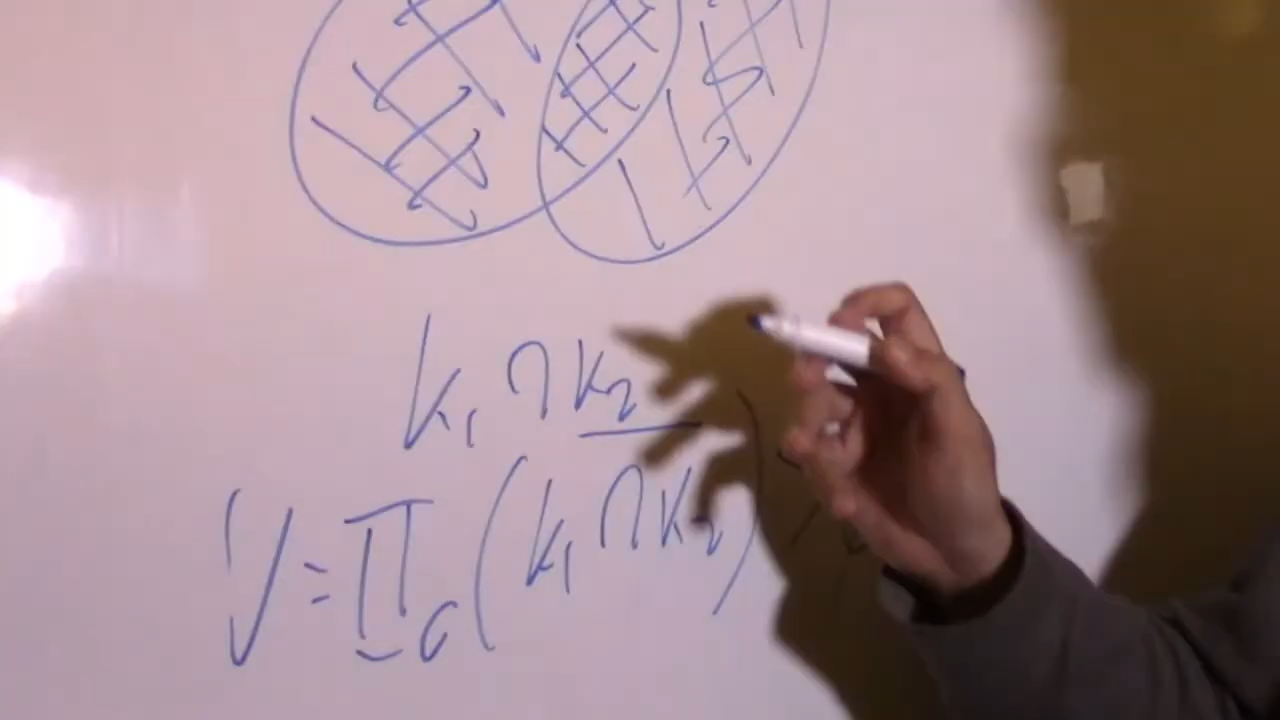 k₁ ∩ k₂
V = Π_C (k₁ ∩ k₂)